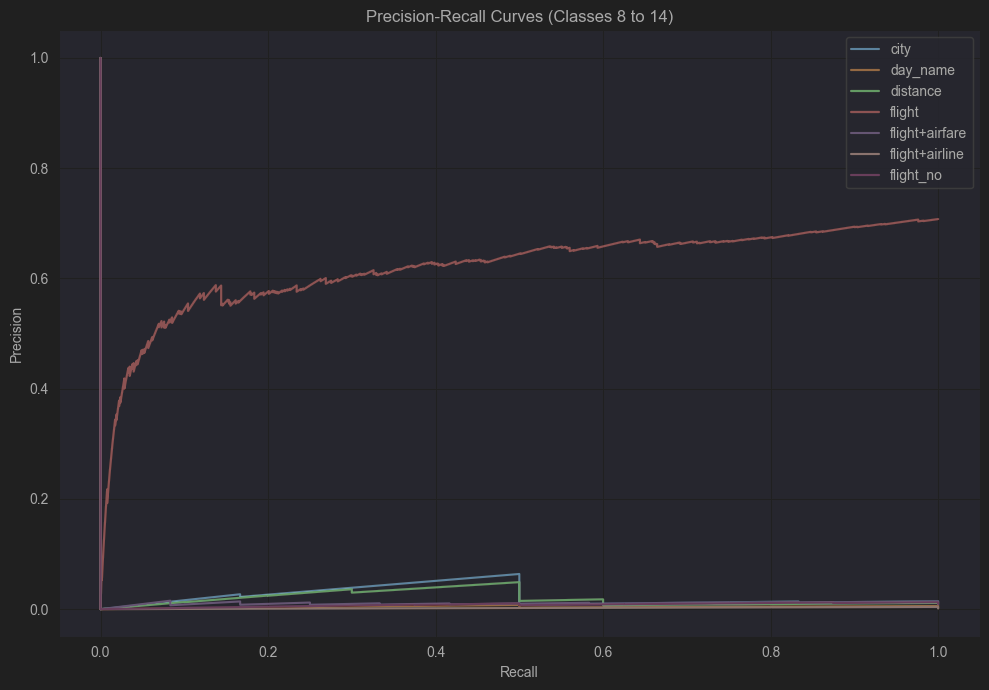 Precision-Recall Curves (Classes 8 to 14)
city
day_name
distance
flight
flight+airfare
flight+airline
flight_no
1.0
0.8
0.6
0.4
0.2
0.0
Precision
0.0 0.2 0.4 0.6 0.8 1.0
Recall